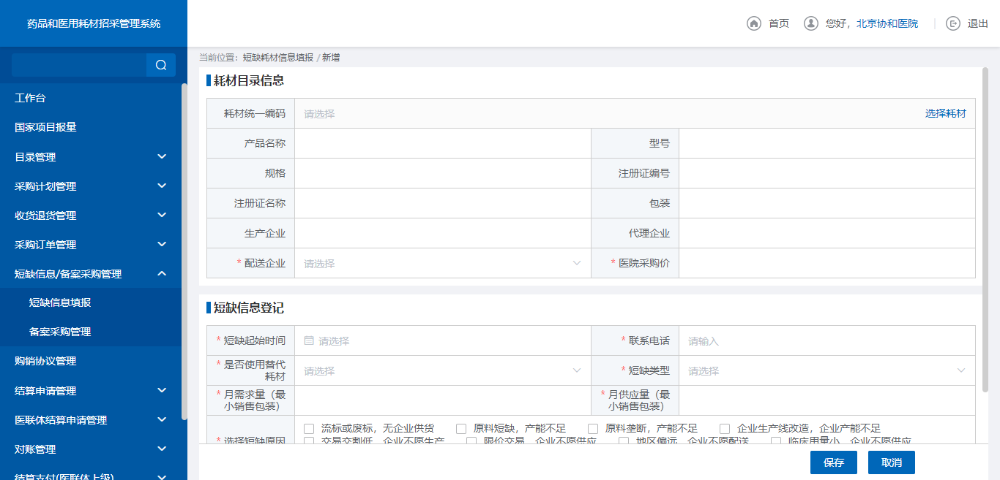 药品和医用耗材招采管理系统
首页
您好，北京协和医院
退出
工作台
国家项目报量
目录管理
采购计划管理
收货退货管理
采购订单管理
短缺信息/备案采购管理
短缺信息填报
备案采购管理
购销协议管理
结算申请管理
医联体结算申请管理
对账管理
结算支付(医联体上级)
当前位置： 短缺耗材信息填报 / 新增
耗材目录信息
耗材统一编码 请选择 选择耗材
产品名称 型号
规格 注册证编号
注册证名称 包装
生产企业 代理企业
* 配送企业 请选择 * 医院采购价
短缺信息登记
* 短缺起始时间 请选择 * 联系电话 请输入
* 是否使用替代
耗材 请选择 * 短缺类型 请选择
* 月需求量（最
小销售包装） * 月供应量（最
小销售包装）
流标或废标，无企业供货 原料短缺，产能不足 原料垄断，产能不足 企业生产线改造，企业产能不足
* 选择短缺原因 交易交割低，企业不愿生产 限价交易，企业不愿供应 地区偏远，企业不愿配送 临床用量小，企业不愿供应
保存 取消